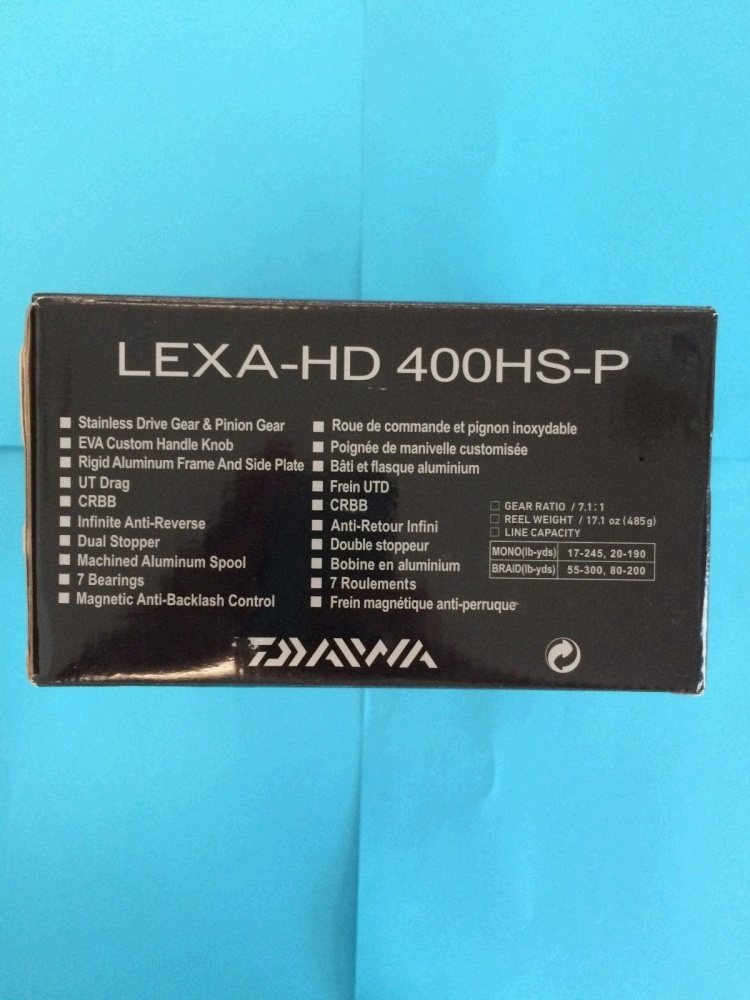 LEXA-HD 400HS-P
Stainless Drive Gear & Pinion Gear
EVA Custom Handle Knob
Rigid Aluminum Frame And Side Plate
UT Drag
CRBB
Infinite Anti-Reverse
Dual Stopper
Machined Aluminum Spool
7 Bearings
Magnetic Anti-Backlash Control
Roue de commande et pignon inoxydable
Poignée de manivelle customisée
Bâti et flasque aluminium
Frein UTD
CRBB
Anti-Retour Infini
Double stoppeur
Bobine en aluminium
7 Roulements
Frein magnétique anti-perruque
GEAR RATIO / 7.1:1
REEL WEIGHT / 17.1 oz (485g)
LINE CAPACITY
MONO(lb-yds) 17-245, 20-190
BRAID(lb-yds) 55-300, 80-200
DAIWA